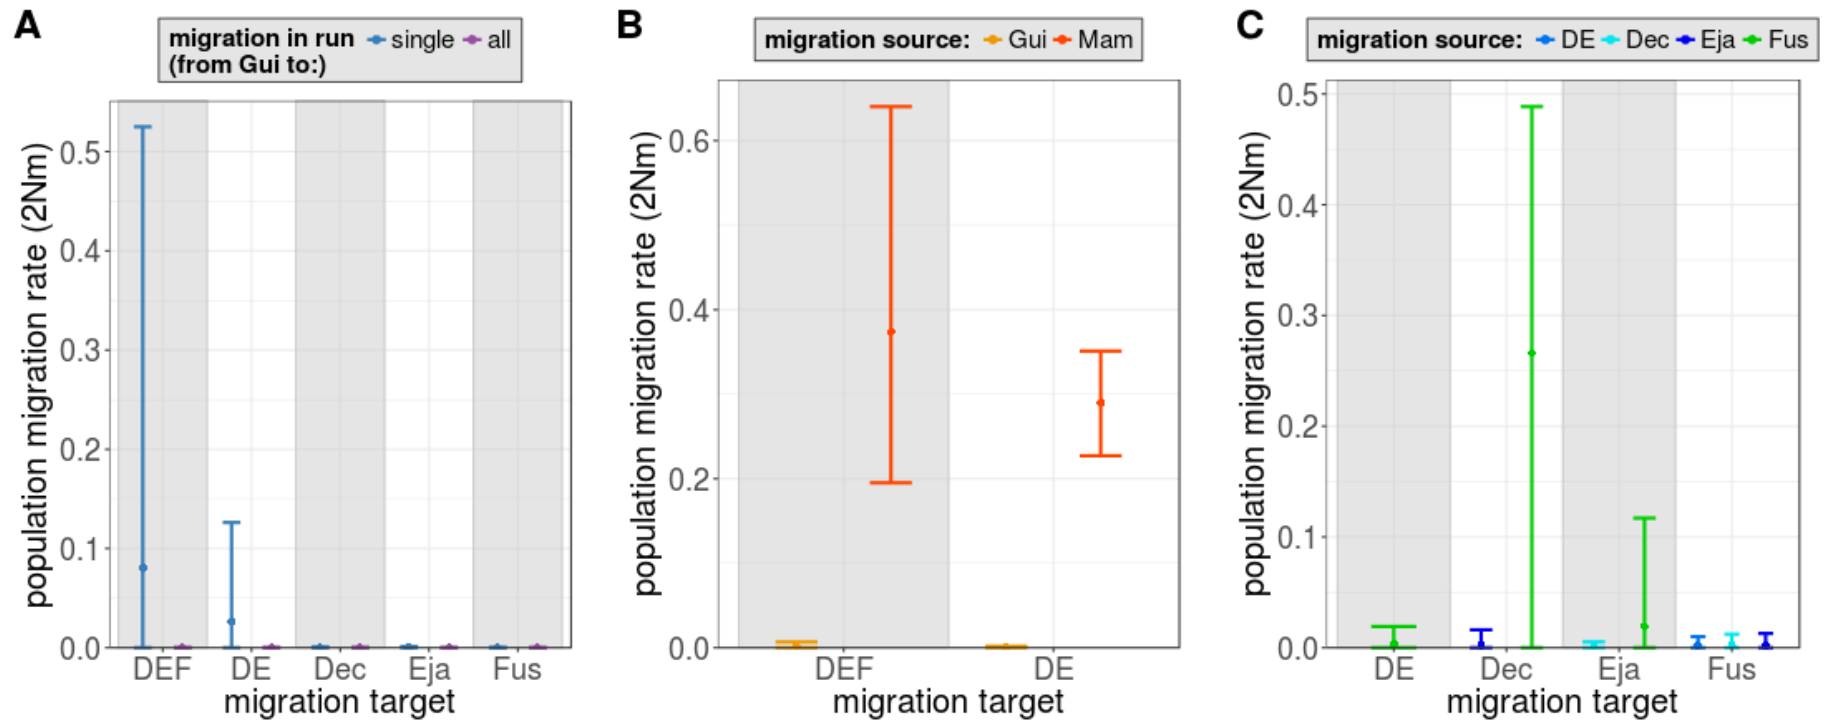 A
migration in run single all
(from Gui to:)
population migration rate (2Nm)
0.5
0.4
0.3
0.2
0.1
0.0
DEF DE Dec Eja Fus
migration target
B
migration source: Gui Mam
population migration rate (2Nm)
0.6
0.4
0.2
0.0
DEF DE
migration target
C
migration source: DE Dec Eja Fus
population migration rate (2Nm)
0.5
0.4
0.3
0.2
0.1
0.0
DE Dec Eja Fus
migration target